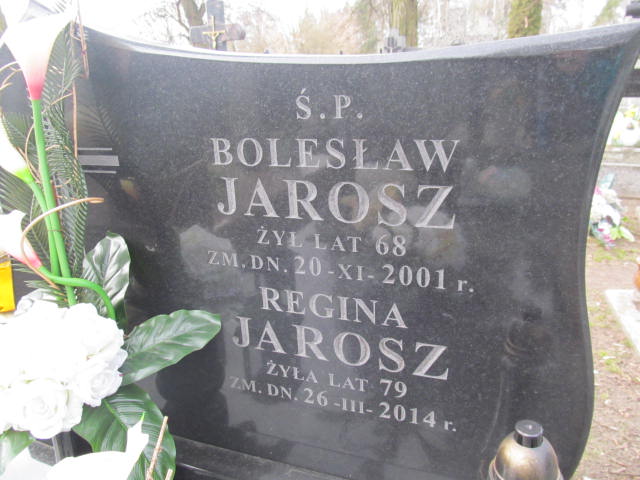 Ś.P.
BOLESŁAW
JAROSZ
ŻYŁ LAT 68
ZM. DN. 20-XI-2001 r.
REGINA
JAROSZ
ŻYŁA LAT 79
ZM. DN. 26-III-2014 r.